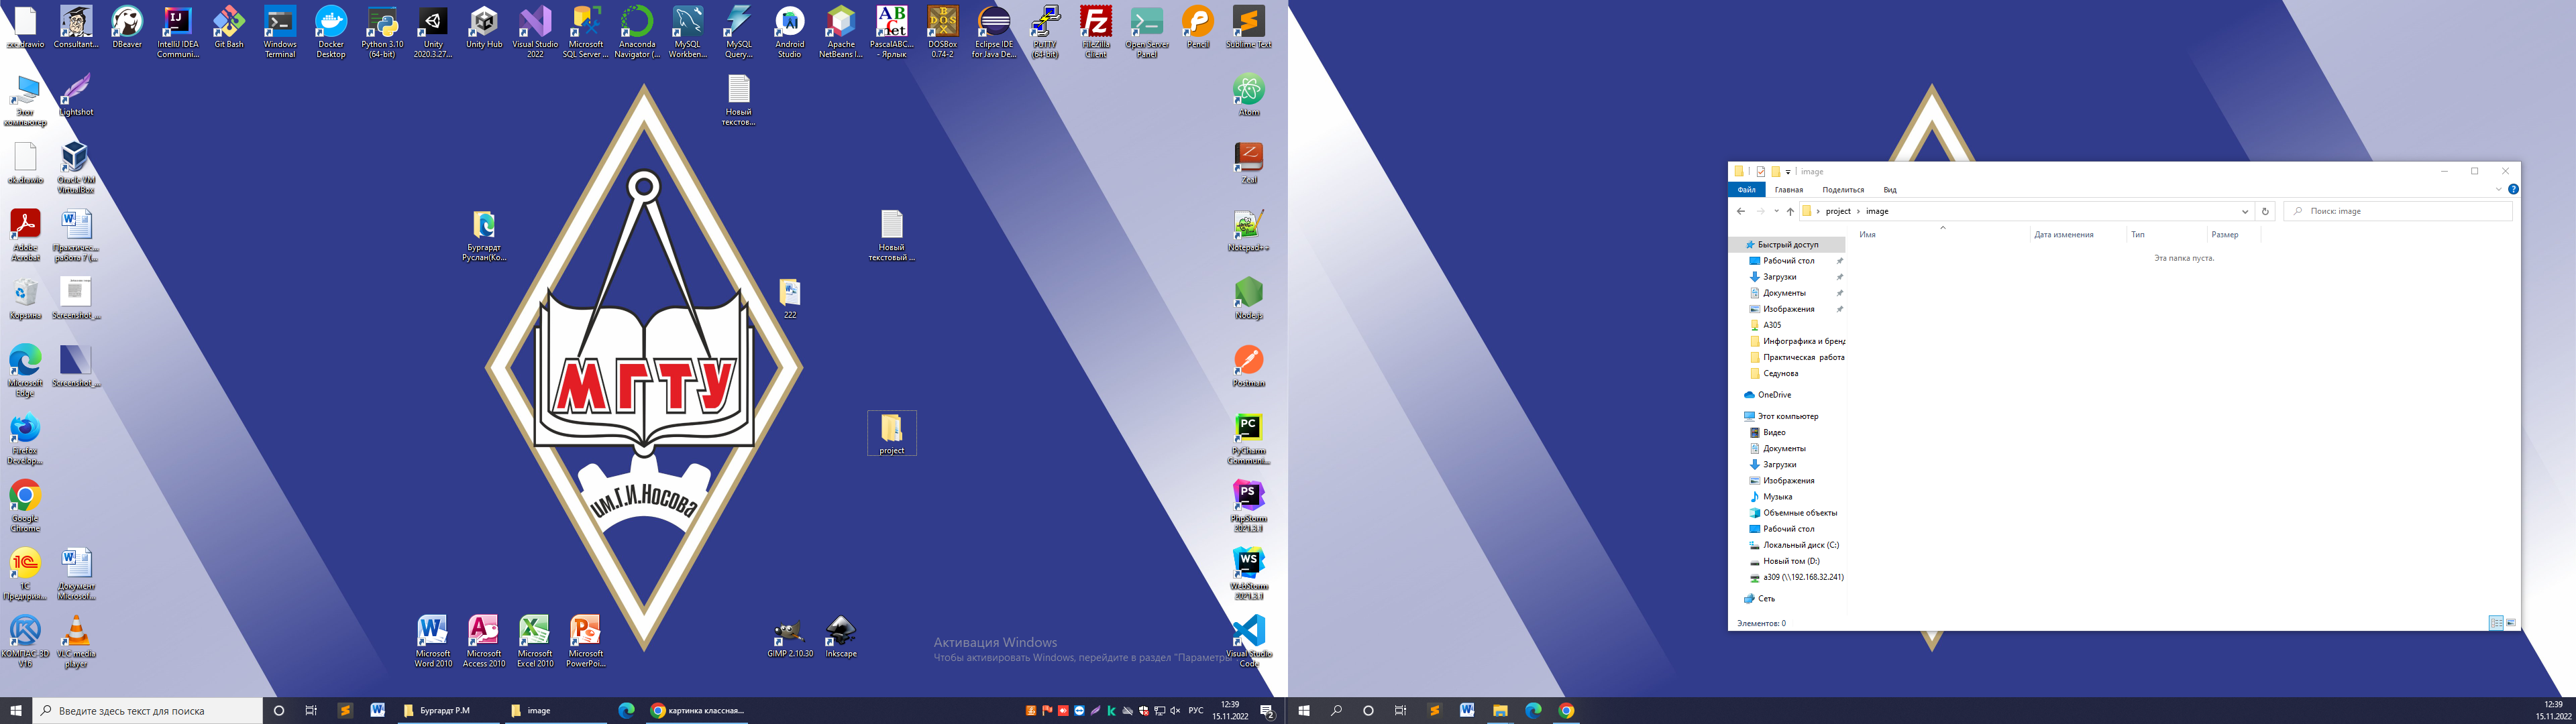 zxc.drawio
Consultant...
DBeaver
IntelliJ IDEA
Communi...
Git Bash
Windows
Terminal
Docker
Desktop
Python 3.10
(64-bit)
Unity
2020.3.27...
Unity Hub
Visual Studio
2022
Microsoft
SQL Server ...
Anaconda
Navigator (...
MySQL
Workben...
MySQL
Query...
Android
Studio
Apache
NetBeans I...
PascalABC...
- Ярлык
DOSBox
0.74-2
Eclipse IDE
for Java De...
PuTTY
(64-bit)
FileZilla
Client
Open Server
Panel
Pencil
Sublime Text
Этот
компьютер
Lightshot
Новый
текстов...
Atom
ok.drawio
Oracle VM
VirtualBox
Zeal
Adobe
Acrobat
Практичес...
работа 7 (...
Бургардт
Руслан(Ко...
Новый
текстовый ...
Notepad++
Корзина
Screenshot_...
222
Node.js
Microsoft
Edge
Screenshot_...
МГТУ
Postman
Firefox
Develop...
project
PyCharm
Communi...
Google
Chrome
им.Г.И.Носова
PhpStorm
2021.3.1
1С
Предприя...
Документ
Microsoft...
WebStorm
2021.3.1
КОМПАС-3D
V16
VLC media
player
Microsoft
Word 2010
Microsoft
Access 2010
Microsoft
Excel 2010
Microsoft
PowerPoi...
GIMP 2.10.30
Inkscape
Visual Studio
Code
Активация Windows
Чтобы активировать Windows, перейдите в раздел "Параметры
Введите здесь текст для поиска
Бургардт Р.М
image
картинка классная...
РУС
12:39
15.11.2022
2
image
Файл
Главная
Поделиться
Вид
project
image
Поиск: image
Имя
Дата изменения
Тип
Размер
Эта папка пуста.
Быстрый доступ
Рабочий стол
Загрузки
Документы
Изображения
A305
Инфографика и бренд
Практическая работа
Седунова
OneDrive
Этот компьютер
Видео
Документы
Загрузки
Изображения
Музыка
Объемные объекты
Рабочий стол
Локальный диск (C:)
Новый том (D:)
a309 (\\192.168.32.241)
Сеть
Элементов: 0
12:39
15.11.2022